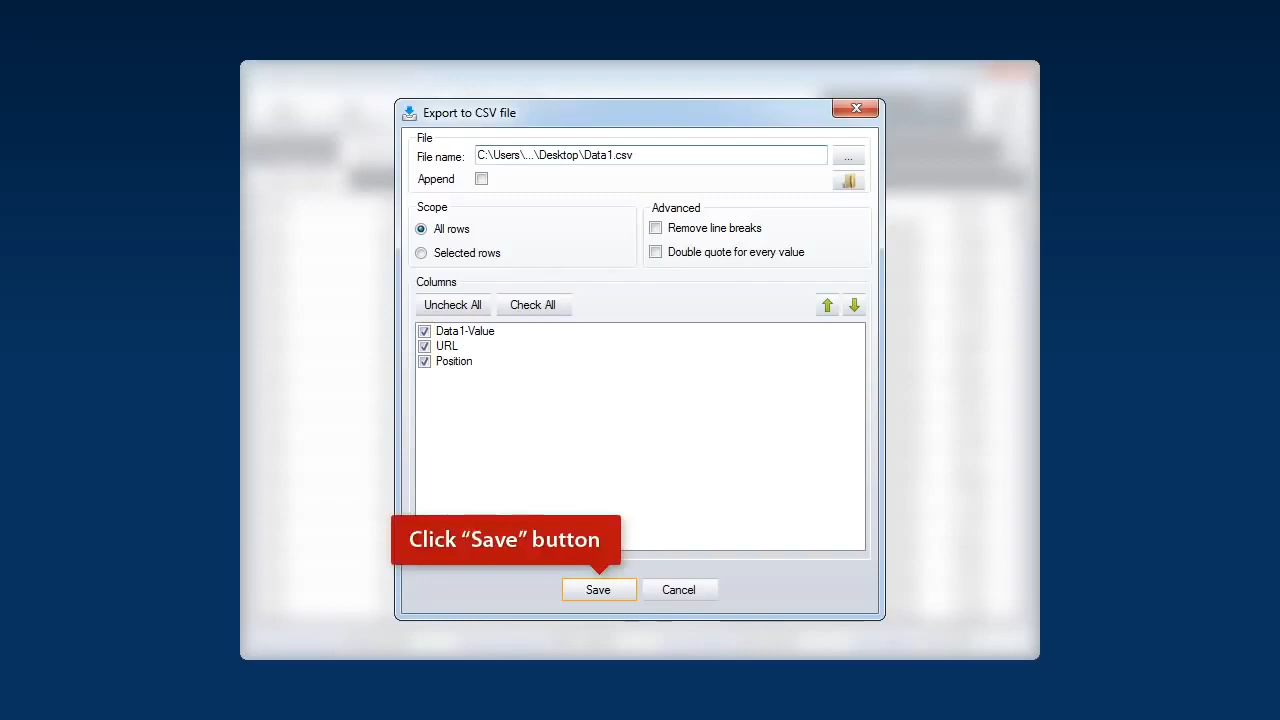 Export to CSV file
File
File name: C:\Users\...\Desktop\Data1.csv ...
Append
Scope
All rows
Selected rows
Advanced
Remove line breaks
Double quote for every value
Columns
Uncheck All Check All
Data1-Value
URL
Position
Click “Save” button
Save Cancel